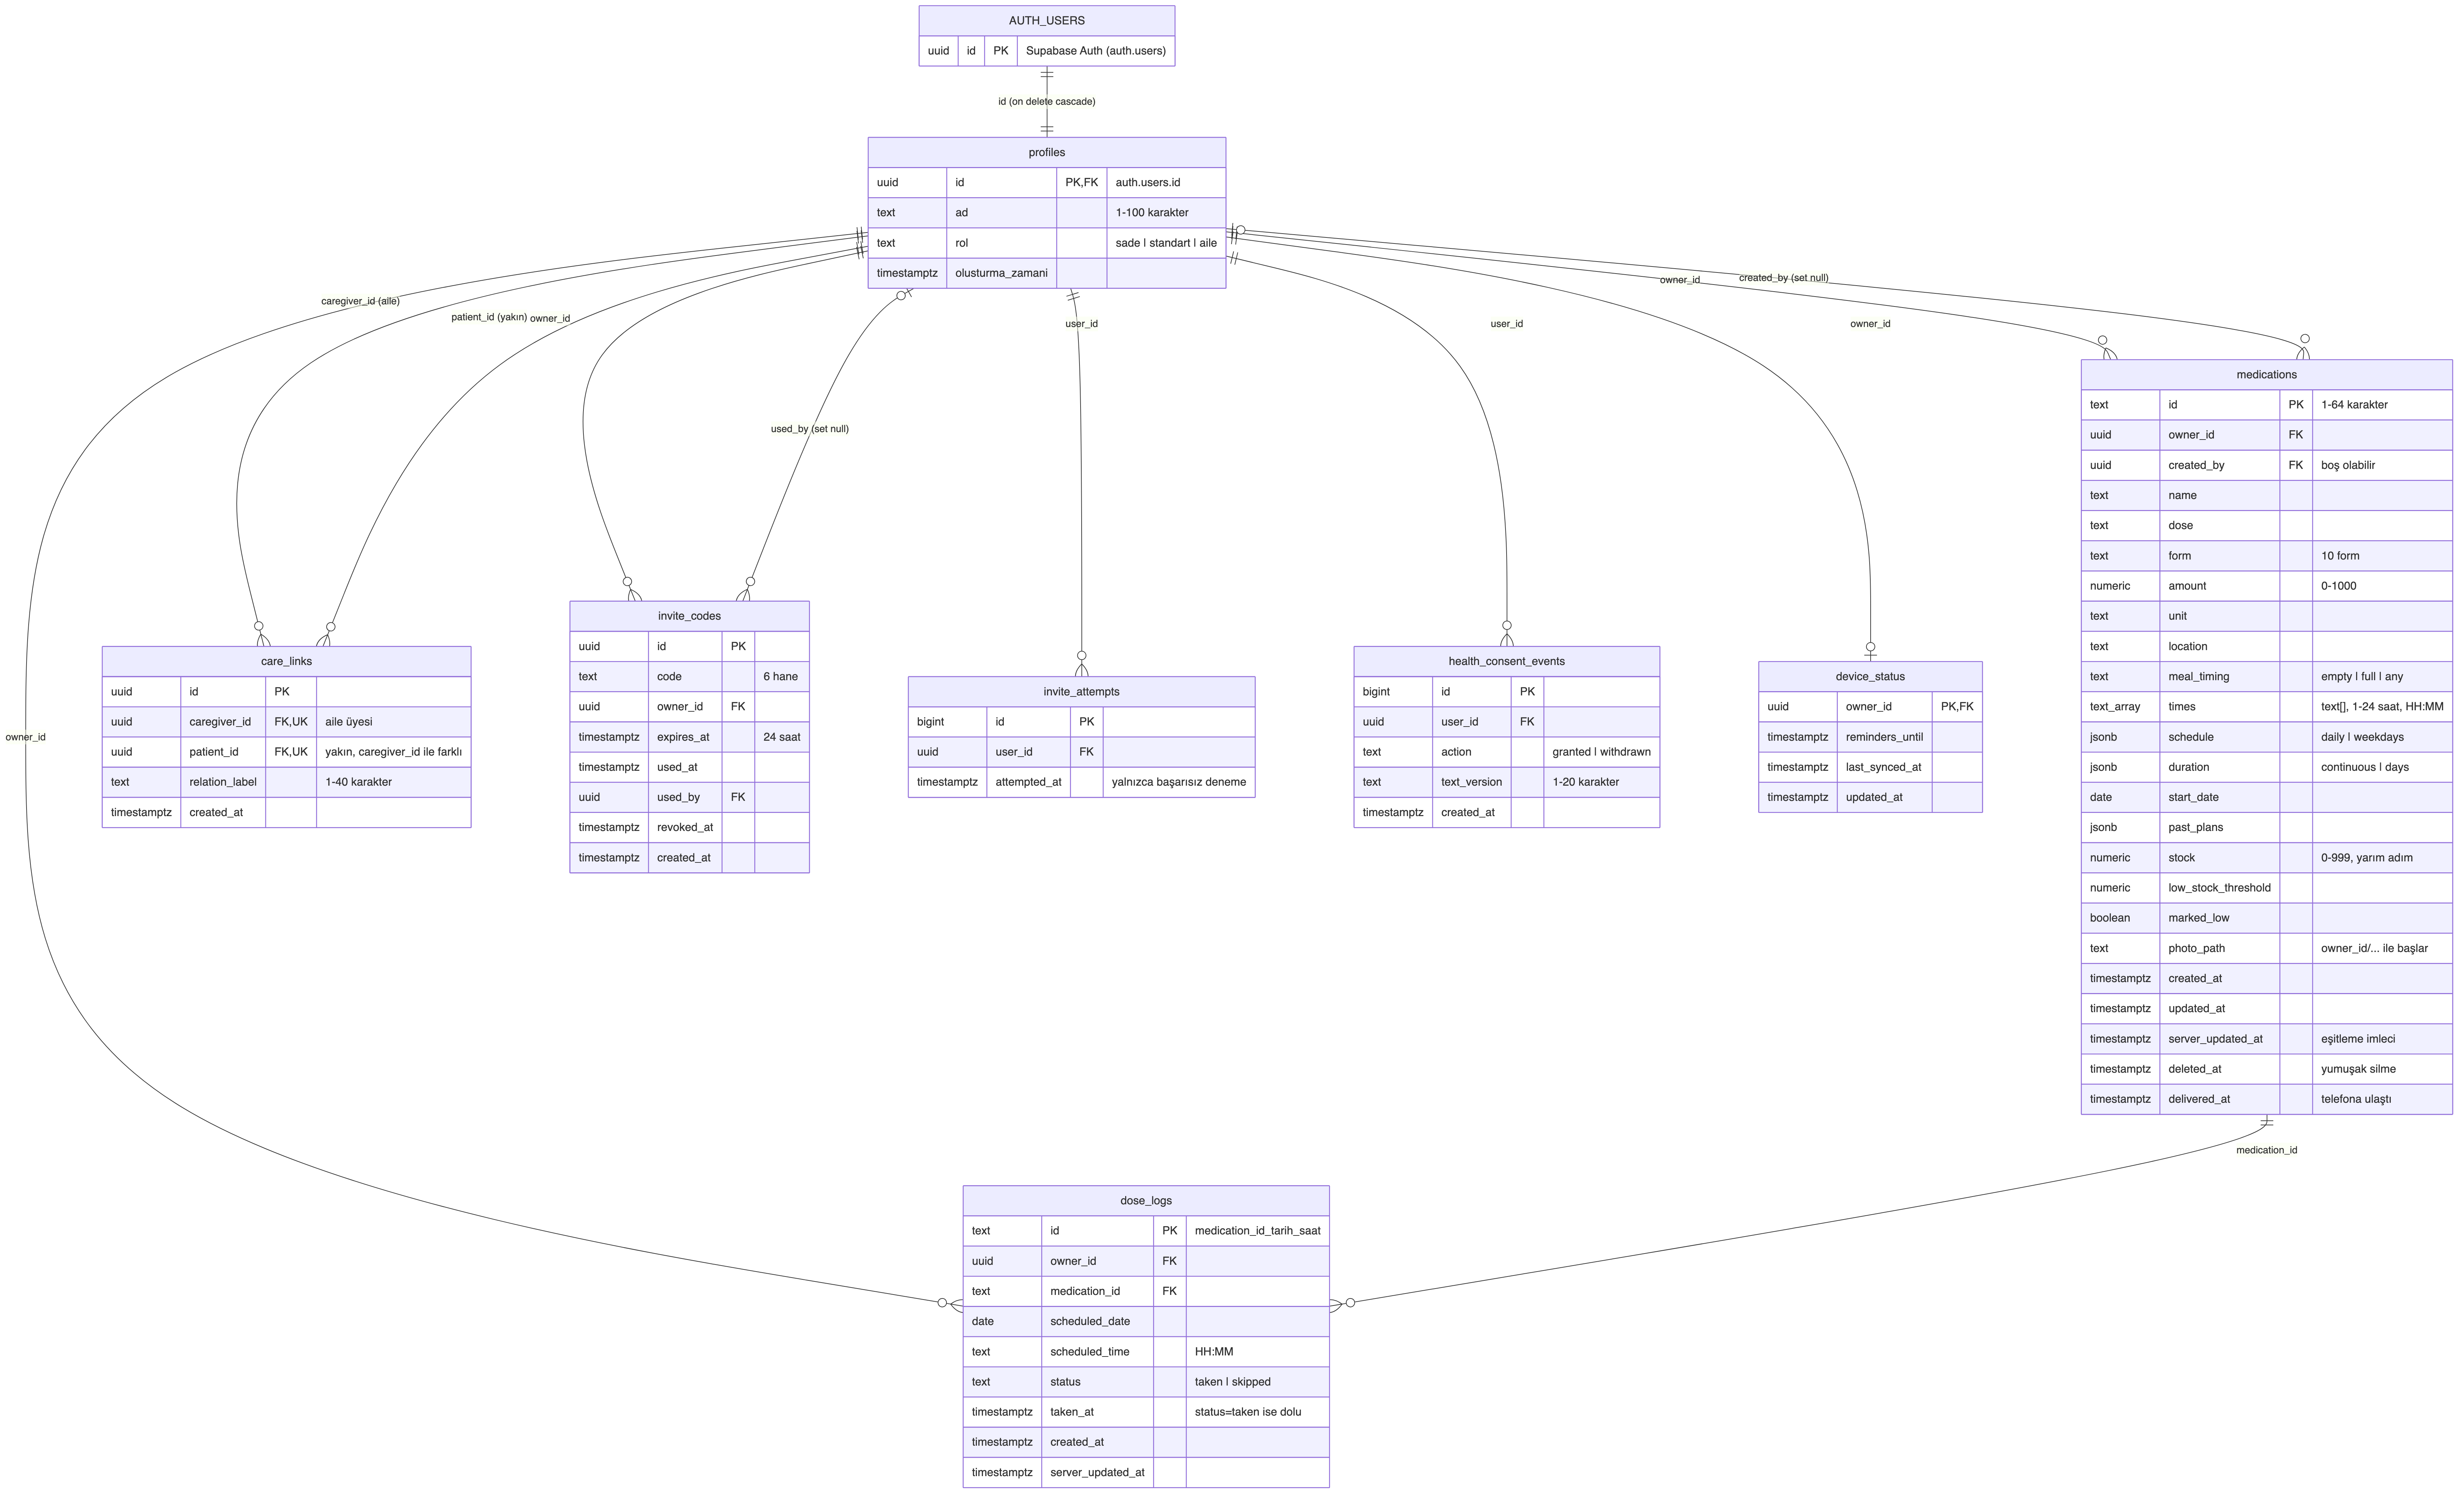 AUTH_USERS
uuid id PK Supabase Auth (auth.users)
id (on delete cascade)
profiles
uuid id PK,FK auth.users.id
text ad 1-100 karakter
text rol sade | standart | aile
timestamptz olusturma_zamani
caregiver_id (aile)
patient_id (yakın)
owner_id
used_by (set null)
user_id
user_id
owner_id
owner_id
created_by (set null)
owner_id
medications
text id PK 1-64 karakter
uuid owner_id FK
uuid created_by FK boş olabilir
text name
text dose
text form 10 form
numeric amount 0-1000
text unit
text location
text meal_timing empty | full | any
text_array times text[], 1-24 saat, HH:MM
jsonb schedule daily | weekdays
jsonb duration continuous | days
date start_date
jsonb past_plans
numeric stock 0-999, yarım adım
numeric low_stock_threshold
boolean marked_low
text photo_path owner_id/... ile başlar
timestamptz created_at
timestamptz updated_at
timestamptz server_updated_at eşitleme imleci
timestamptz deleted_at yumuşak silme
timestamptz delivered_at telefona ulaştı
care_links
uuid id PK
uuid caregiver_id FK,UK aile üyesi
uuid patient_id FK,UK yakın, caregiver_id ile farklı
text relation_label 1-40 karakter
timestamptz created_at
invite_codes
uuid id PK
text code 6 hane
uuid owner_id FK
timestamptz expires_at 24 saat
timestamptz used_at
uuid used_by FK
timestamptz revoked_at
timestamptz created_at
invite_attempts
bigint id PK
uuid user_id FK
timestamptz attempted_at yalnızca başarısız deneme
health_consent_events
bigint id PK
uuid user_id FK
text action granted | withdrawn
text text_version 1-20 karakter
timestamptz created_at
device_status
uuid owner_id PK,FK
timestamptz reminders_until
timestamptz last_synced_at
timestamptz updated_at
medication_id
dose_logs
text id PK medication_id_tarih_saat
uuid owner_id FK
text medication_id FK
date scheduled_date
text scheduled_time HH:MM
text status taken | skipped
timestamptz taken_at status=taken ise dolu
timestamptz created_at
timestamptz server_updated_at